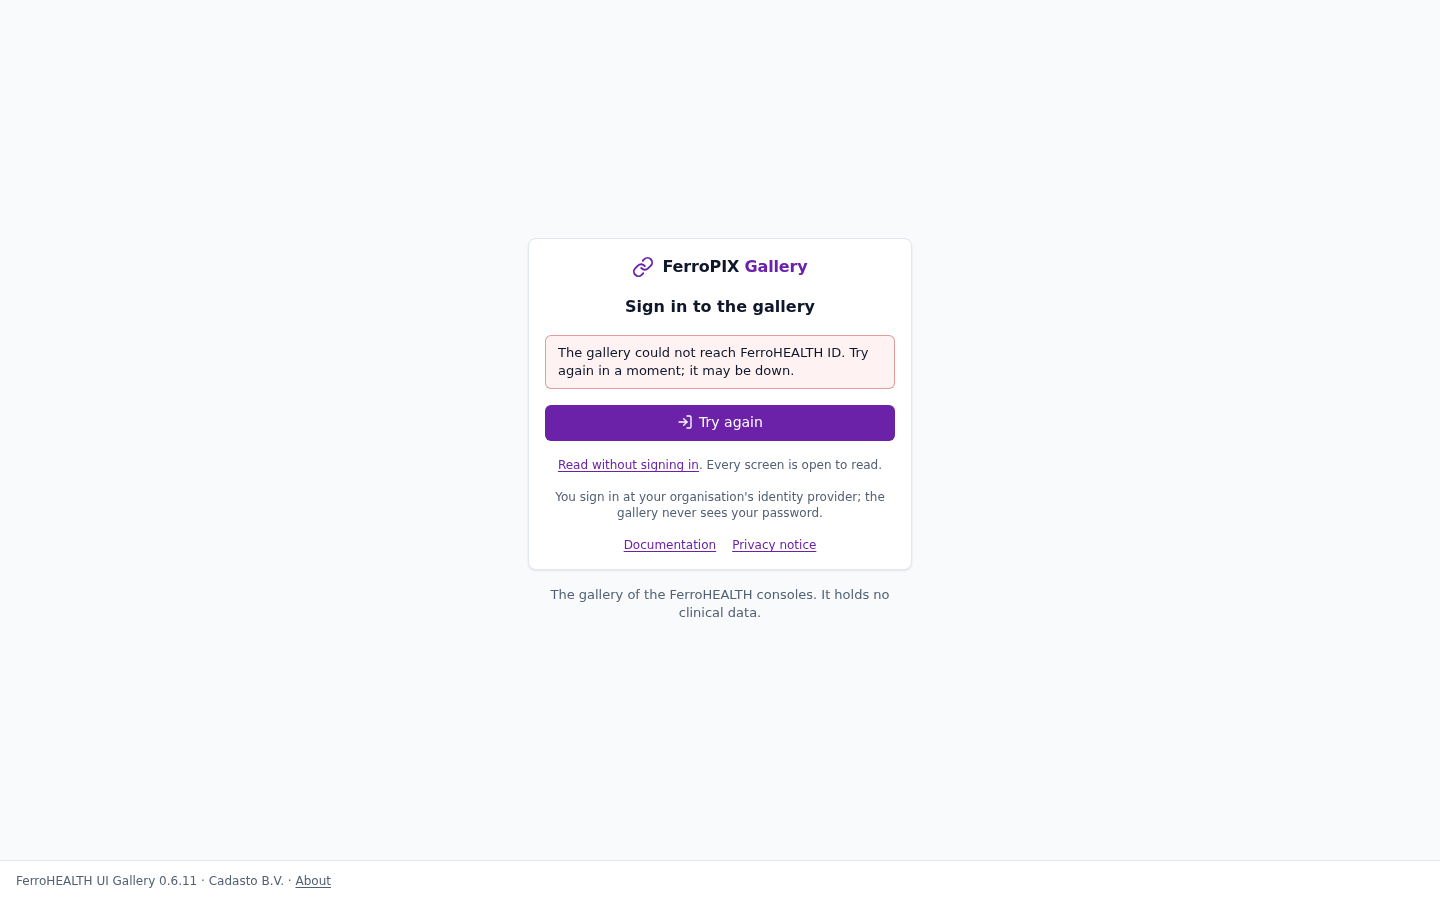 FerroPIX Gallery
Sign in to the gallery
The gallery could not reach FerroHEALTH ID. Try
again in a moment; it may be down.
Try again
Read without signing in. Every screen is open to read.
You sign in at your organisation's identity provider; the
gallery never sees your password.
Documentation Privacy notice
The gallery of the FerroHEALTH consoles. It holds no
clinical data.
FerroHEALTH UI Gallery 0.6.11 · Cadasto B.V. · About